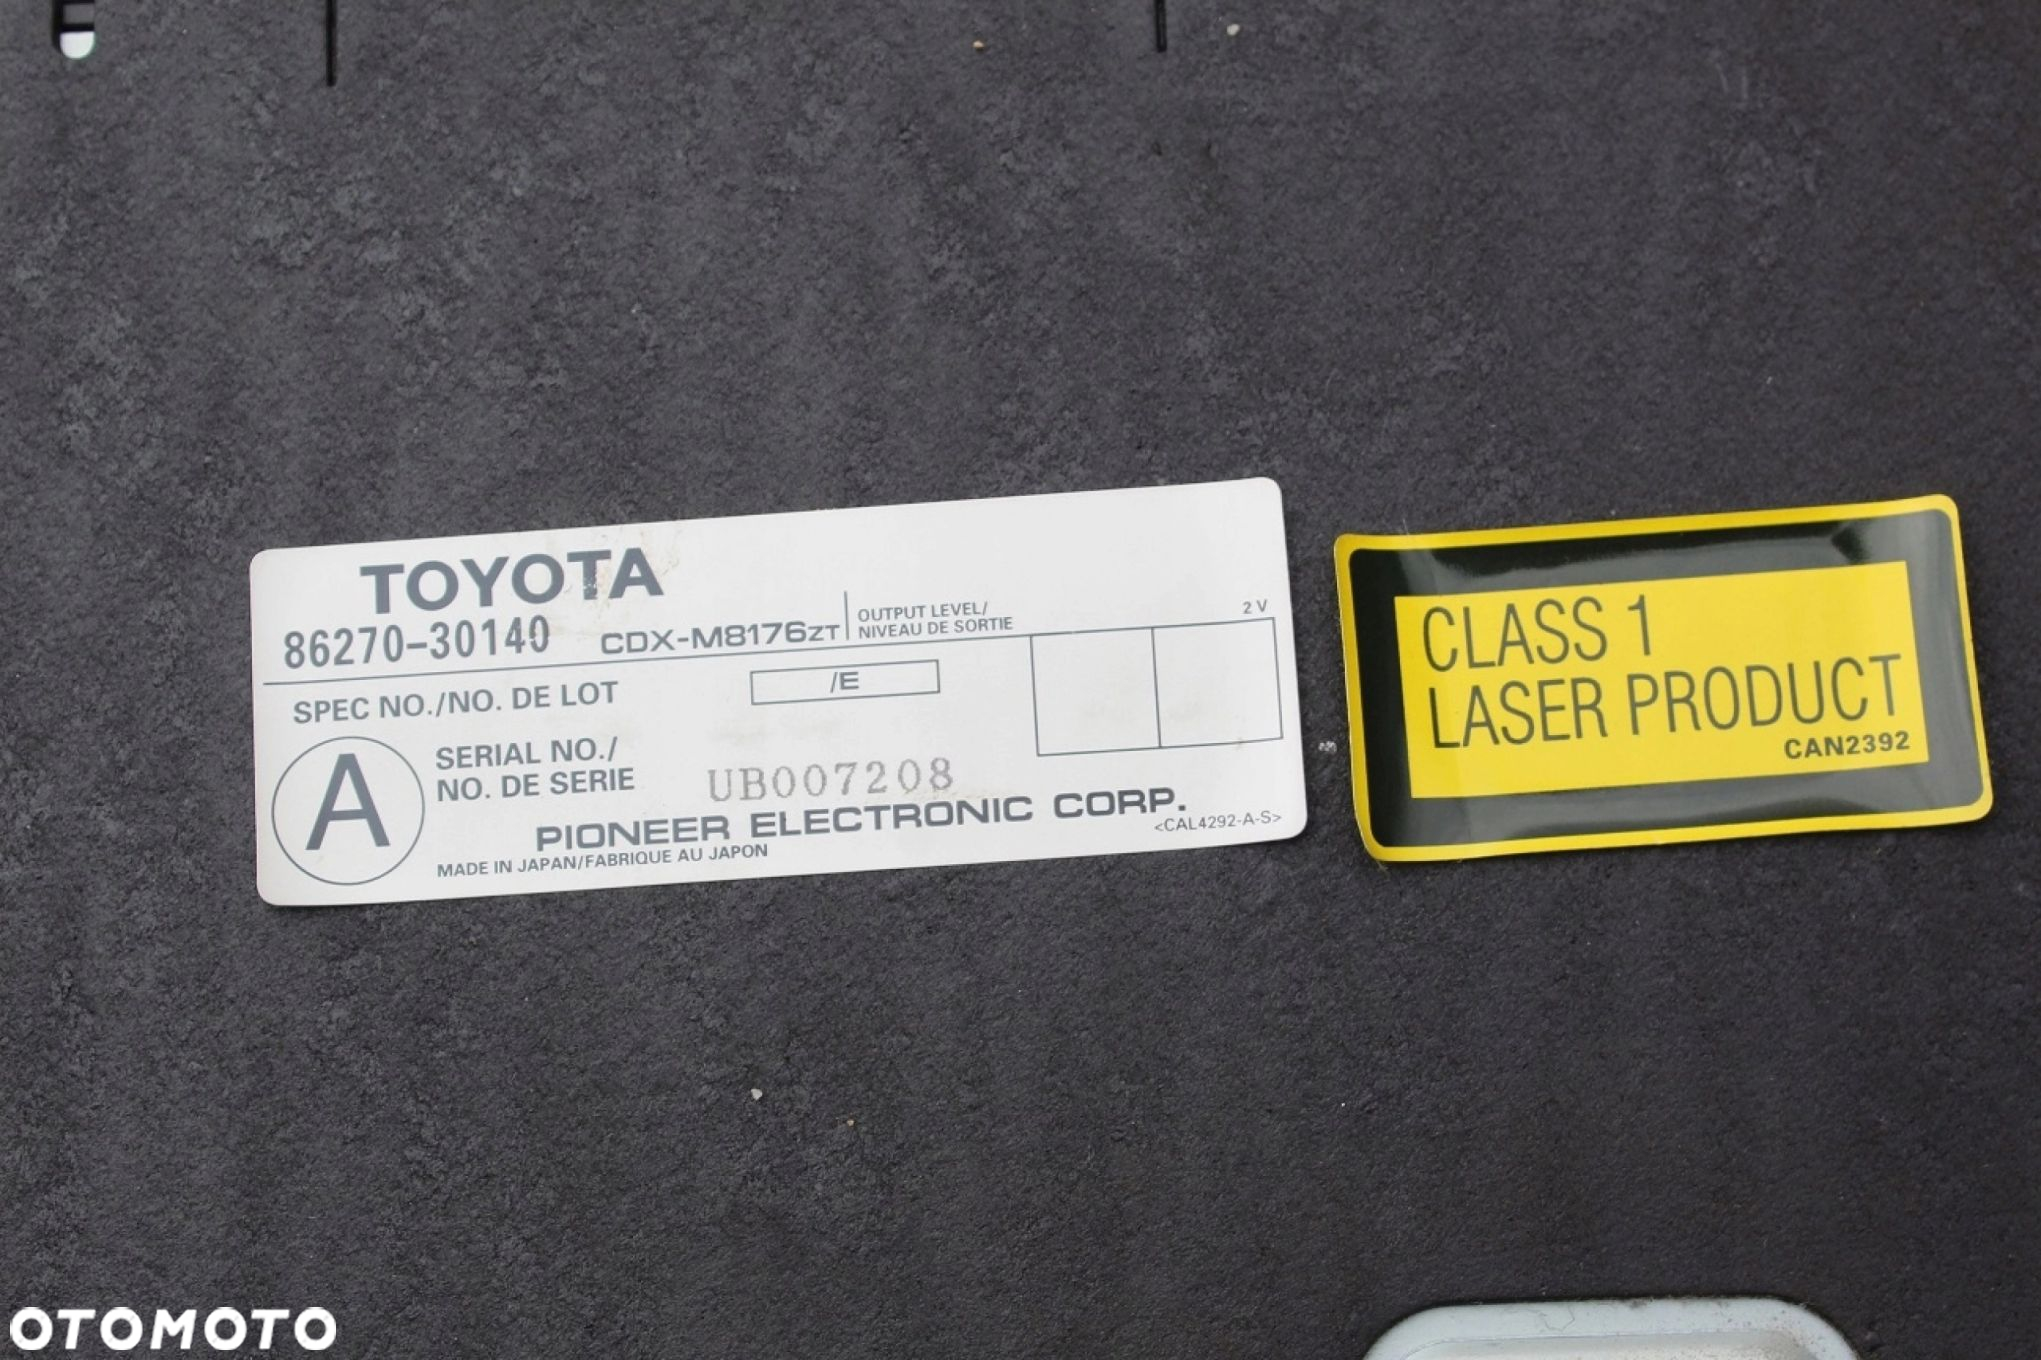 TOYOTA
86270-30140 CDX-M8176ZT OUTPUT LEVEL/ 2 V
NIVEAU DE SORTIE
SPEC NO./NO. DE LOT /E
A
SERIAL NO./
NO. DE SERIE UB007208
PIONEER ELECTRONIC CORP.
MADE IN JAPAN/FABRIQUE AU JAPON <CAL4292-A-S>
CLASS 1
LASER PRODUCT
CAN2392
OTOMOTO